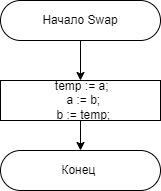 Начало Swap
temp := a;
a := b;
b := temp;
Конец